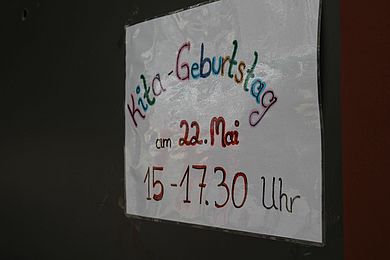 Kita-Geburtstag
am 22. Mai
15-17.30 Uhr